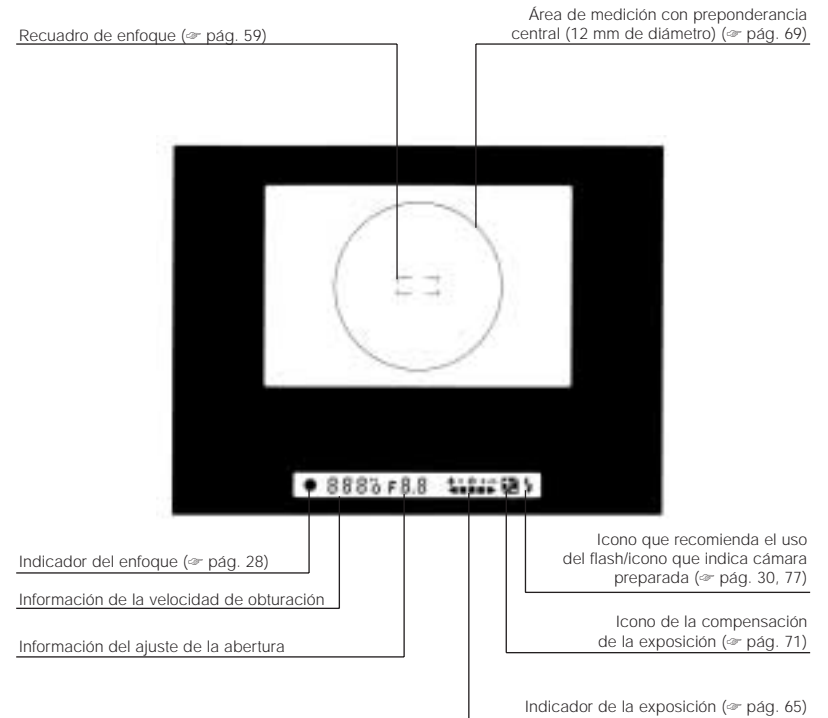 Recuadro de enfoque (☞ pág. 59)
Área de medición con preponderancia
central (12 mm de diámetro) (☞ pág. 69)
888 F8.8
Indicador del enfoque (☞ pág. 28)
Información de la velocidad de obturación
Información del ajuste de la abertura
Icono que recomienda el uso
del flash/icono que indica cámara
preparada (☞ pág. 30, 77)
Icono de la compensación
de la exposición (☞ pág. 71)
Indicador de la exposición (☞ pág. 65)